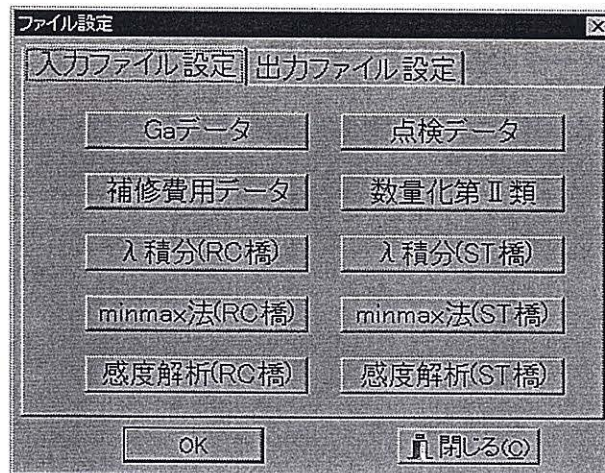 ファイル設定
入力ファイル設定 出力ファイル設定
Gaデータ 点検データ
補修費用データ 数量化第Ⅱ類
λ積分(RC橋) λ積分(ST橋)
minmax法(RC橋) minmax法(ST橋)
感度解析(RC橋) 感度解析(ST橋)
OK 閉じる(C)